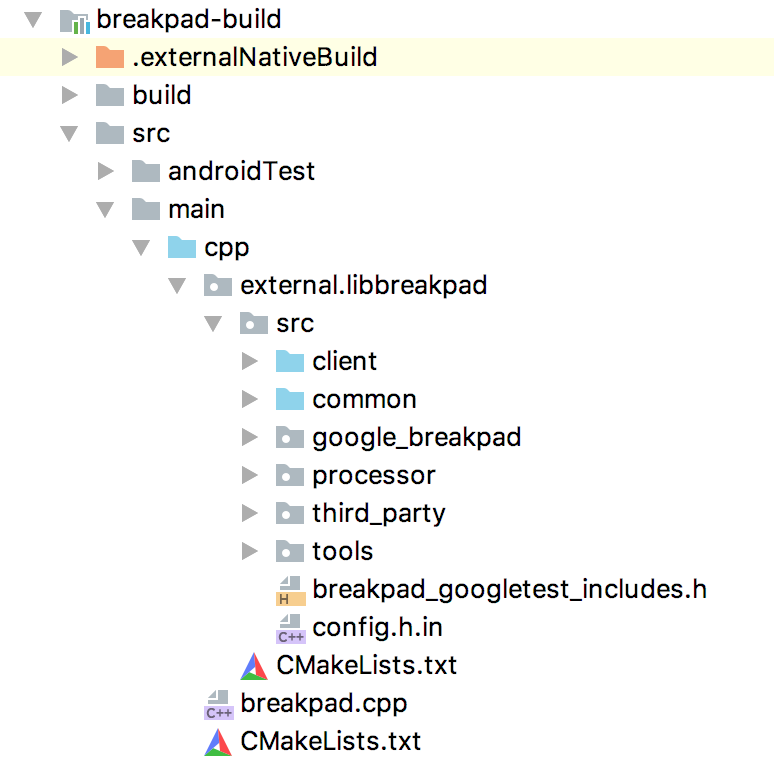 breakpad-build
.externalNativeBuild
build
src
androidTest
main
cpp
external.libbreakpad
src
client
common
google_breakpad
processor
third_party
tools
H breakpad_googletest_includes.h
C++ config.h.in
CMakeLists.txt
C++ breakpad.cpp
CMakeLists.txt